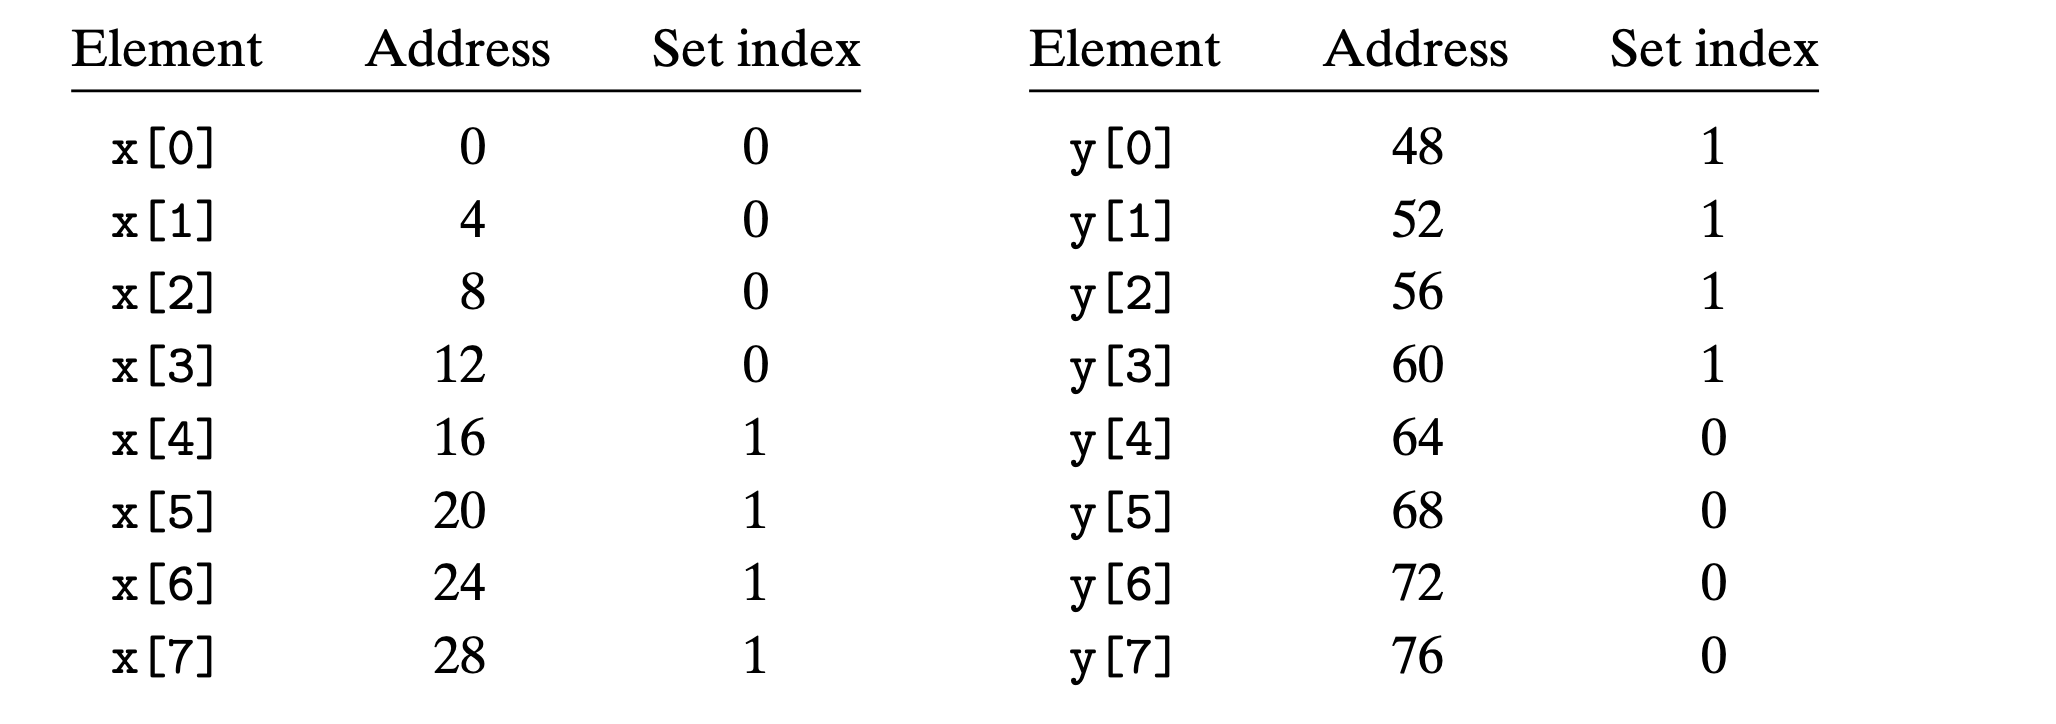 Element Address Set index Element Address Set index
x[0] 0 0 y[0] 48 1
x[1] 4 0 y[1] 52 1
x[2] 8 0 y[2] 56 1
x[3] 12 0 y[3] 60 1
x[4] 16 1 y[4] 64 0
x[5] 20 1 y[5] 68 0
x[6] 24 1 y[6] 72 0
x[7] 28 1 y[7] 76 0